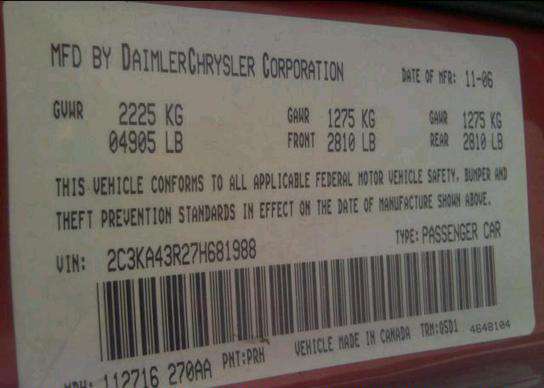 MFD BY DAIMLERCHRYSLER CORPORATION DATE OF MFR: 11-06
GVWR 2225 KG GAWR 1275 KG GAWR 1275 KG
04905 LB FRONT 2810 LB REAR 2810 LB
THIS VEHICLE CONFORMS TO ALL APPLICABLE FEDERAL MOTOR VEHICLE SAFETY, BUMPER AND
THEFT PREVENTION STANDARDS IN EFFECT ON THE DATE OF MANUFACTURE SHOWN ABOVE.
VIN: 2C3KA43R27H681988 TYPE: PASSENGER CAR
MDH: 112716 270AA PNT:PRH VEHICLE MADE IN CANADA TRM:QSD1 4648104